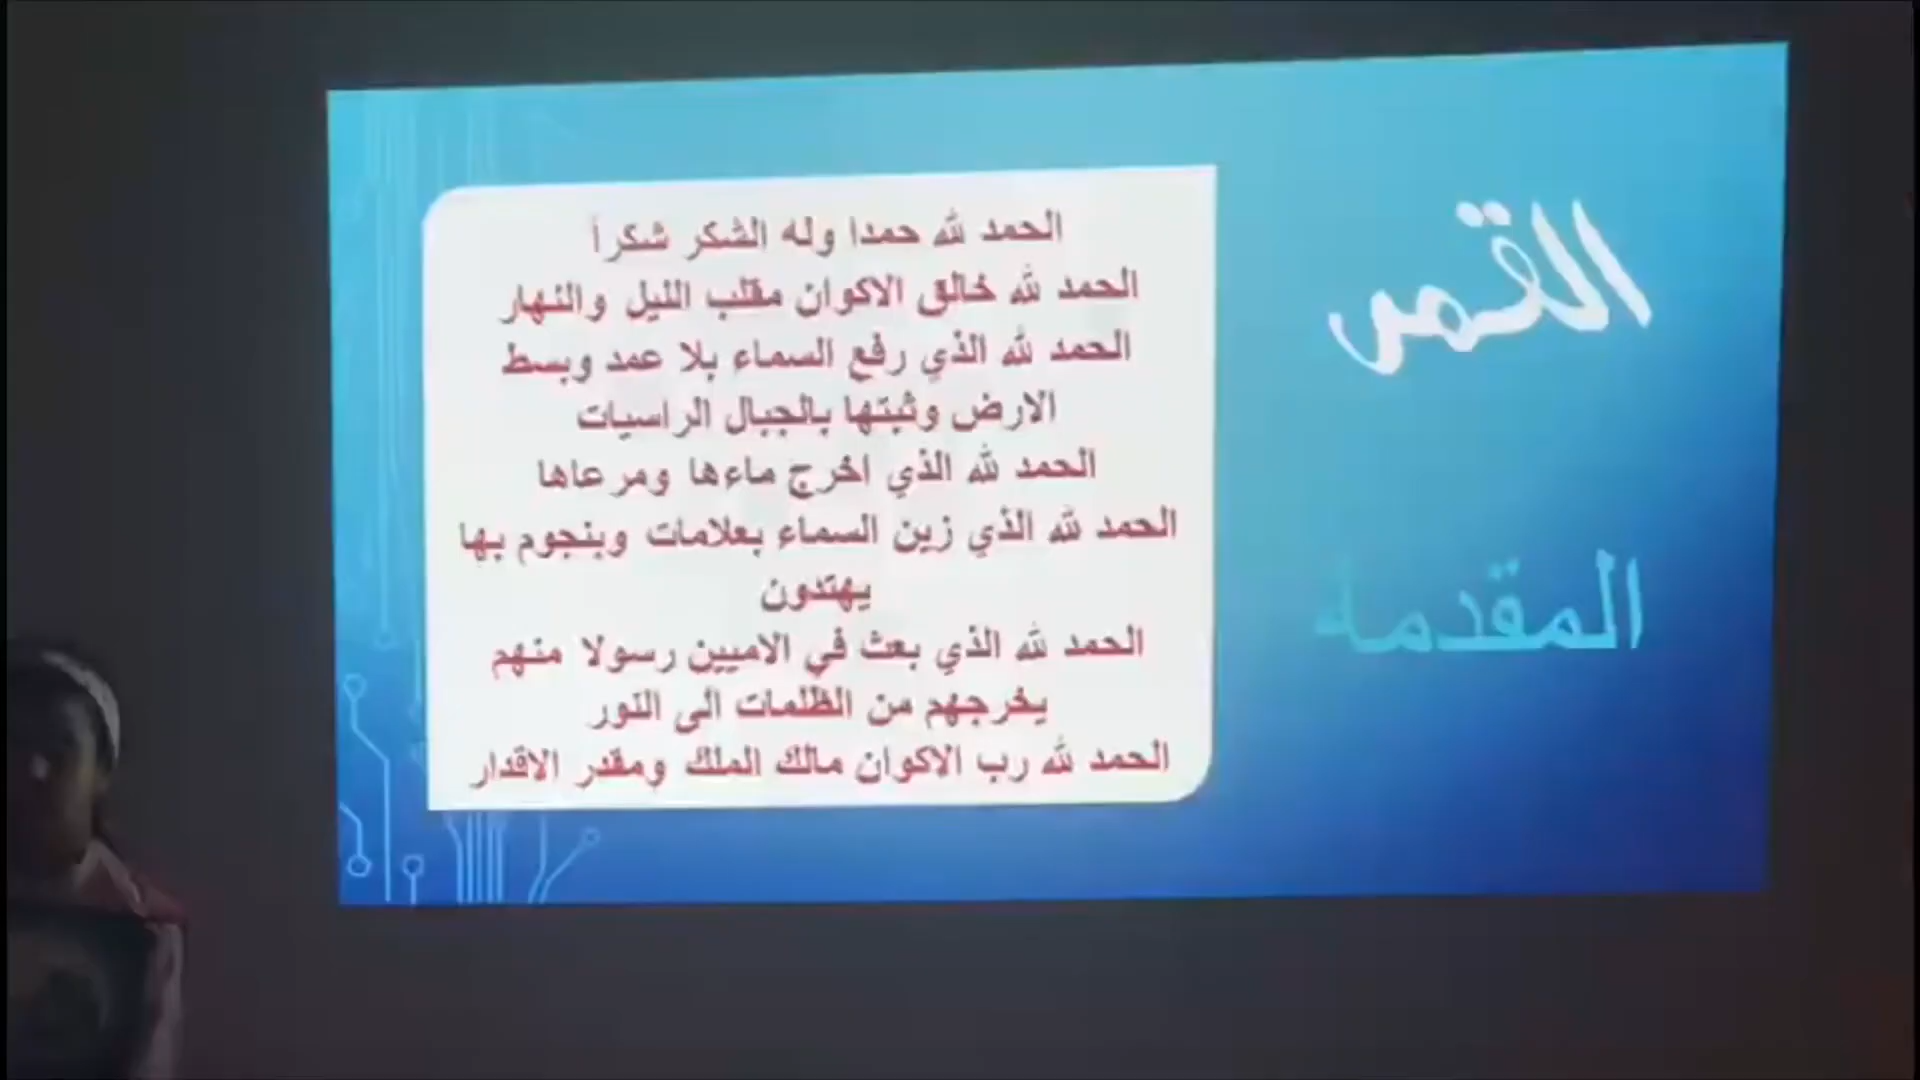 القمر
المقدمه
الحمد لله حمدا وله الشكر شكراً
الحمد لله خالق الاكوان مقلب الليل والنهار
الحمد لله الذي رفع السماء بلا عمد وبسط
الارض وثبتها بالجبال الراسيات
الحمد لله الذي اخرج ماءها ومرعاها
الحمد لله الذي زين السماء بعلامات وبنجوم بها
يهتدون
الحمد لله الذي بعث في الاميين رسولا منهم
يخرجهم من الظلمات الى النور
الحمد لله رب الاكوان مالك الملك ومقدر الاقدار